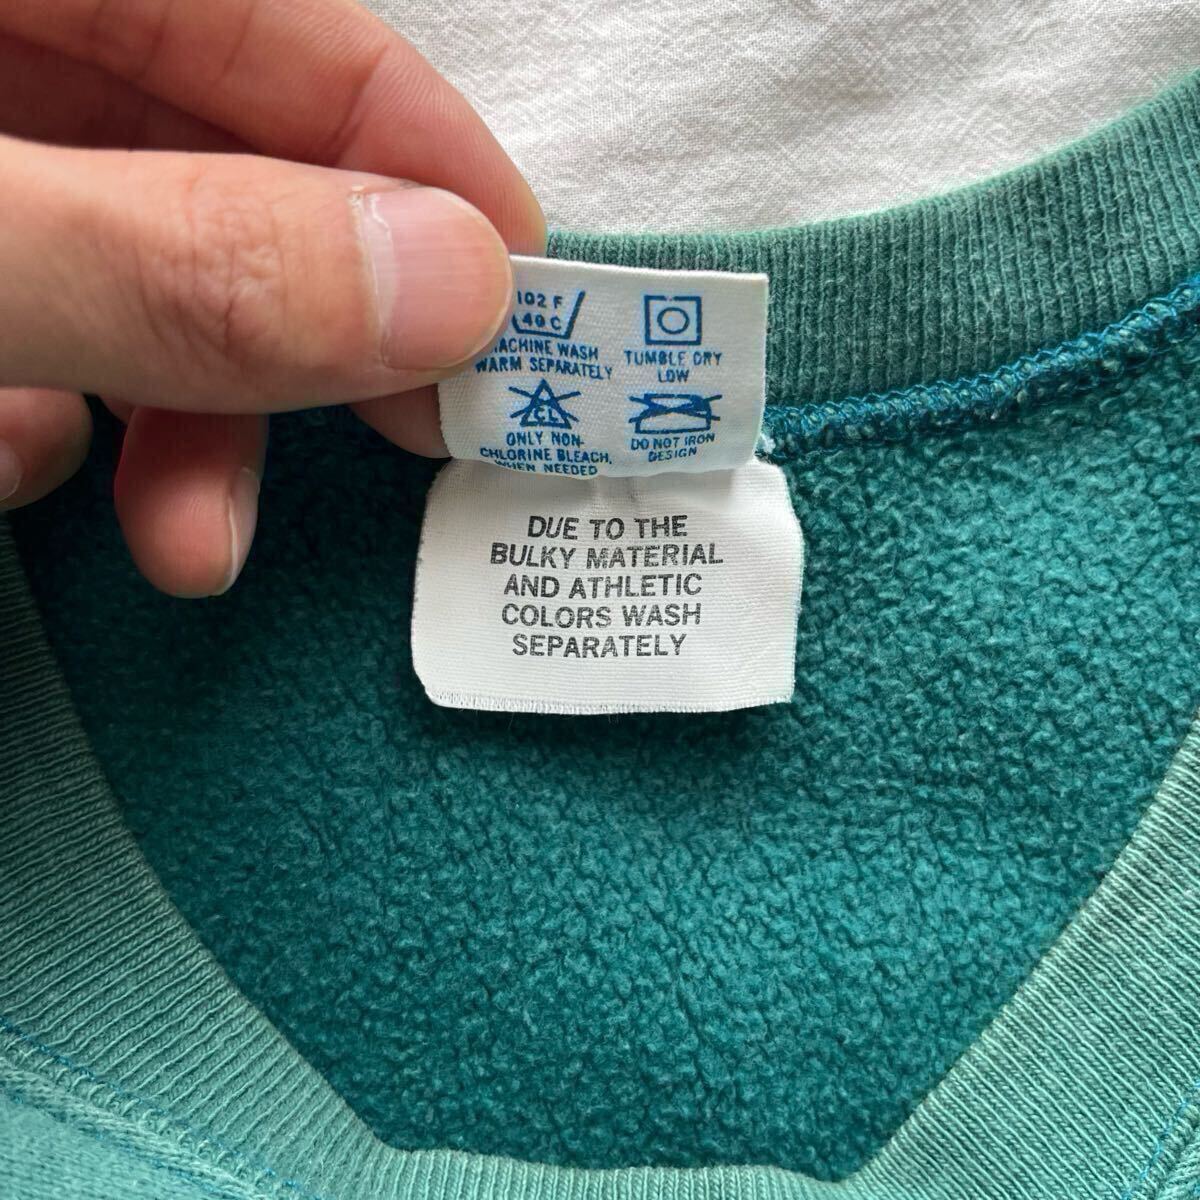 102 F
40 C
MACHINE WASH
WARM SEPARATELY
TUMBLE DRY
LOW
CL
ONLY NON-
CHLORINE BLEACH,
WHEN NEEDED
DO NOT IRON
DESIGN
DUE TO THE
BULKY MATERIAL
AND ATHLETIC
COLORS WASH
SEPARATELY